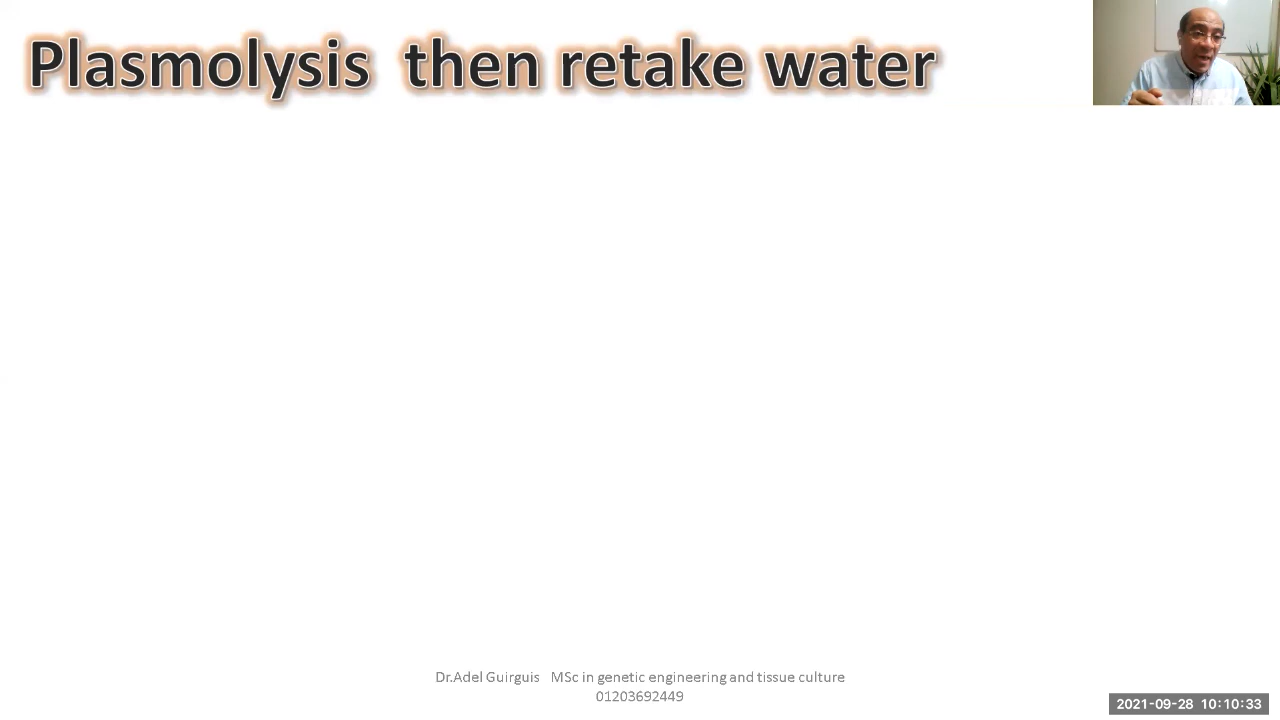 Plasmolysis then retake water
Dr.Adel Guirguis MSc in genetic engineering and tissue culture
01203692449
2021-09-28 10:10:33